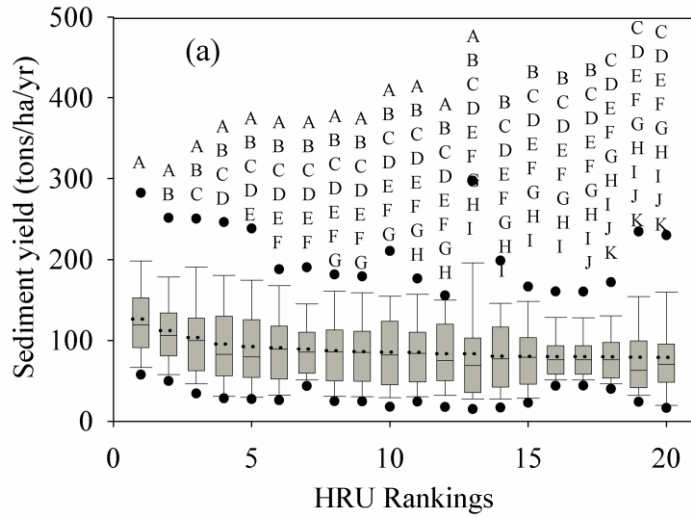 Sediment yield (tons/ha/yr)
500
400
300
200
100
0
(a)
A
A B
A B C
A B C D
A B C D E
A B C D E F
A B C D E F
A B C D E F G
A B C D E F G
A B C D E F G
A B C D E F G H
A B C D E F G H
A B C D E F G H I
B C D E F G H I
B C D E F G H I
B C D E F G H I
B C D E F G H I J
C D E F G H I J K
C D E F G H I J K
C D E F G H I J K
0 5 10 15 20
HRU Rankings